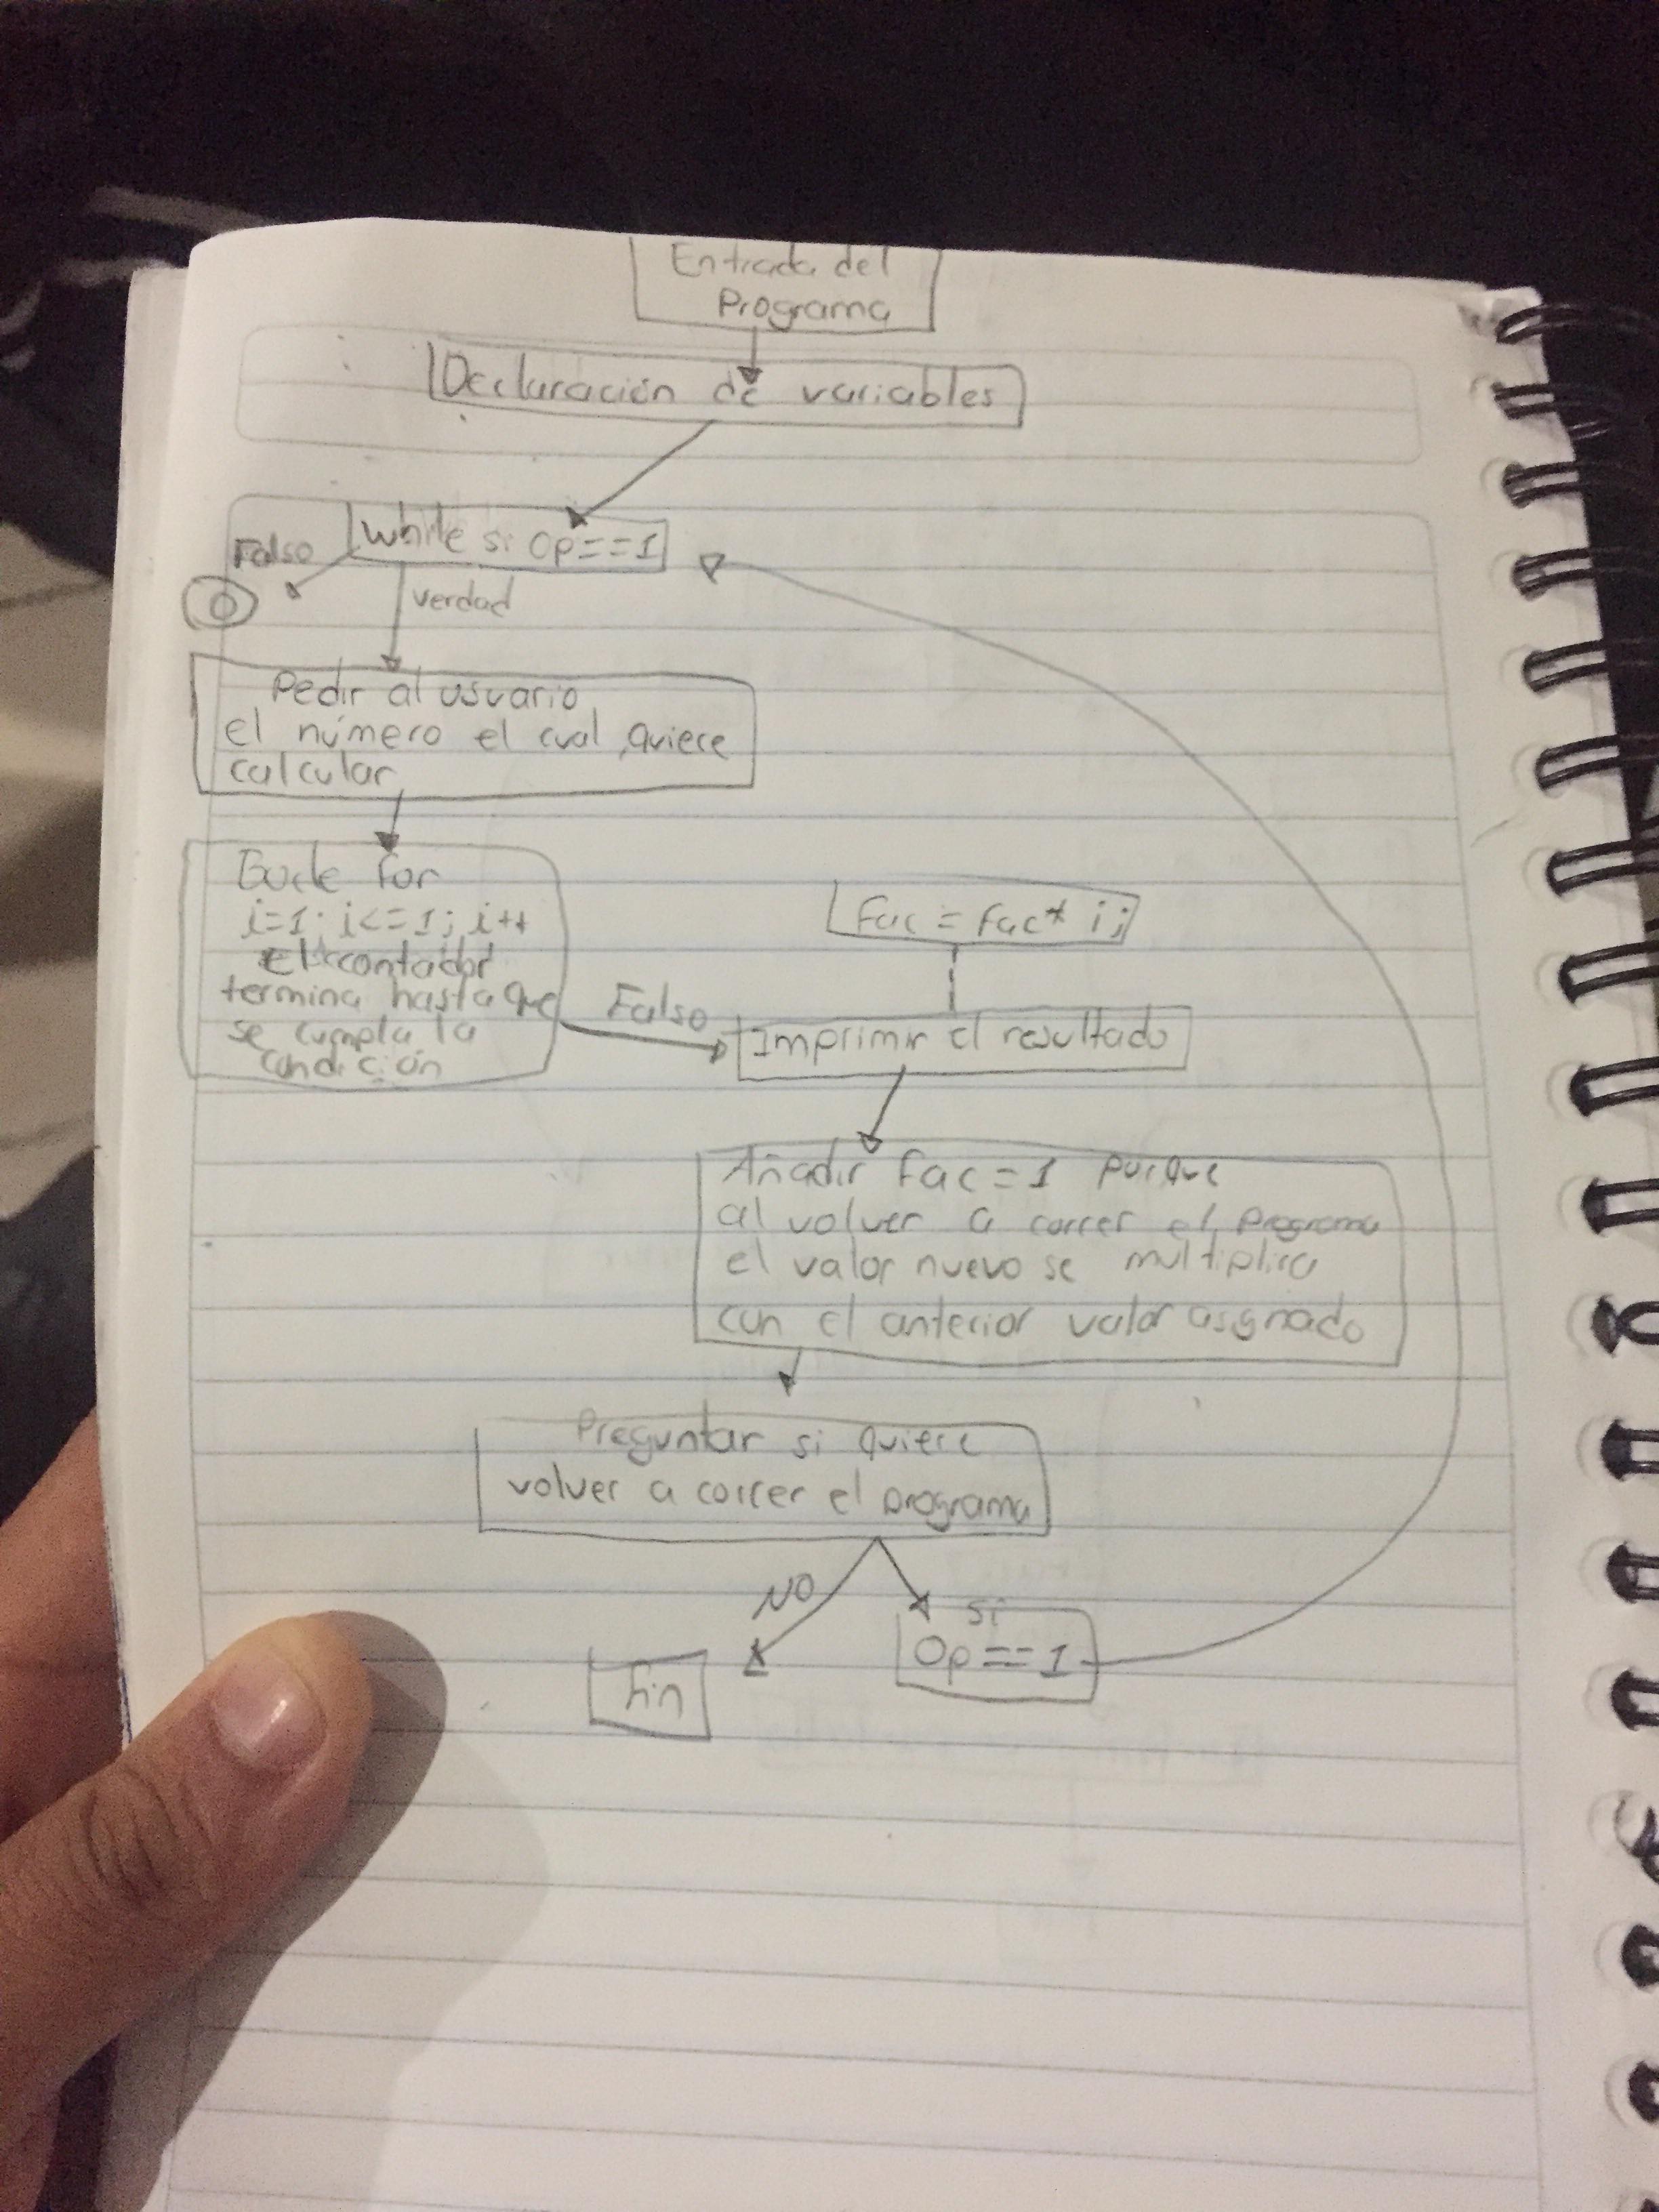 Entrada del
Programa
Declaración de variables
while si op==1
Falso
0
verdad
Pedir al usuario
el número el cual quiere
calcular
Bucle for
i=1; i<=1; i++
el contador
termina hasta que
se cumpla la
condición
Falso
Fac = fac* i;
Imprimir el resultado
Añadir fac=1 porque
al volver a correr el programa
el valor nuevo se multiplica
con el anterior valor asignado
Preguntar si quiere
volver a correr el programa
NO
si
Op==1
Fin